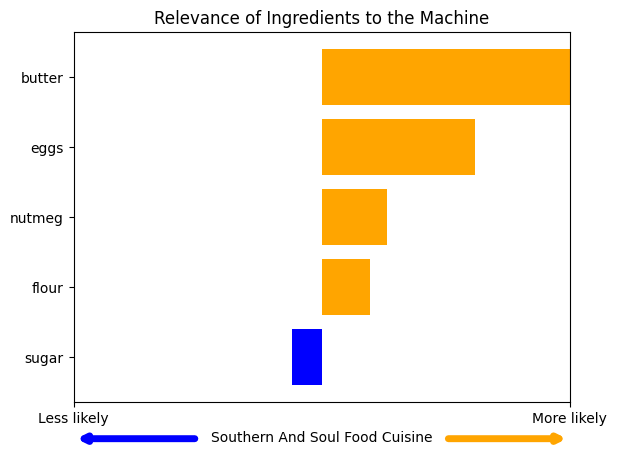 Relevance of Ingredients to the Machine
butter
eggs
nutmeg
flour
sugar
Less likely More likely
Southern And Soul Food Cuisine